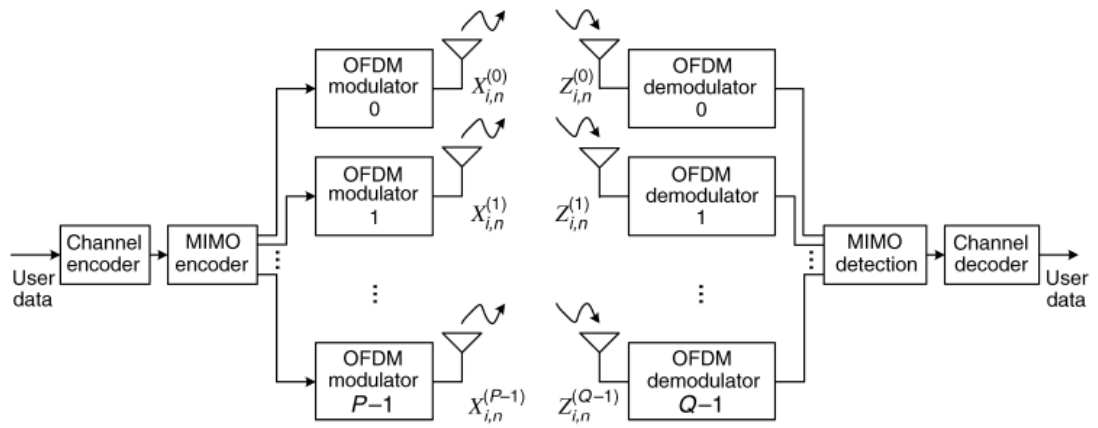 OFDM
modulator
0
X_{i,n}^{(0)}
Z_{i,n}^{(0)}
OFDM
demodulator
0
OFDM
modulator
1
X_{i,n}^{(1)}
Z_{i,n}^{(1)}
OFDM
demodulator
1
User
data
Channel
encoder
MIMO
encoder
⋮
⋮
MIMO
detection
Channel
decoder
User
data
⋮
⋮
OFDM
modulator
P–1
X_{i,n}^{(P–1)}
Z_{i,n}^{(Q–1)}
OFDM
demodulator
Q–1